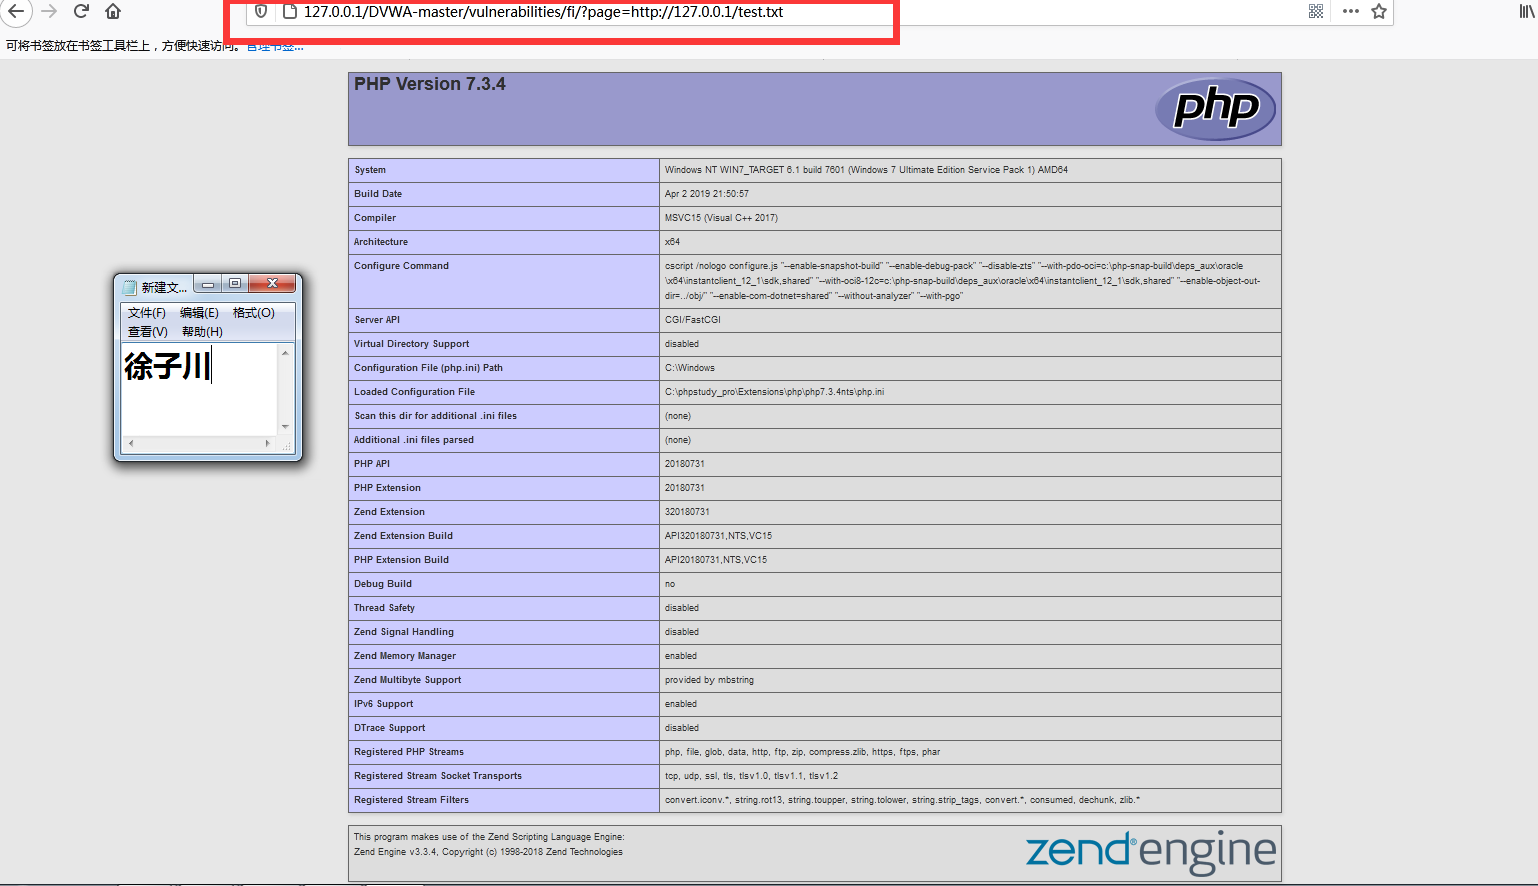 127.0.0.1/DVWA-master/vulnerabilities/fi/?page=http://127.0.0.1/test.txt
可将书签放在书签工具栏上，方便快速访问。管理书签...
PHP Version 7.3.4
php
System Windows NT WIN7_TARGET 6.1 build 7601 (Windows 7 Ultimate Edition Service Pack 1) AMD64
Build Date Apr 2 2019 21:50:57
Compiler MSVC15 (Visual C++ 2017)
Architecture x64
Configure Command cscript /nologo configure.js "--enable-snapshot-build" "--enable-debug-pack" "--disable-zts" "--with-pdo-oci=c:\php-snap-build\deps_aux\oracle
\x64\instantclient_12_1\sdk,shared" "--with-oci8-12c=c:\php-snap-build\deps_aux\oracle\x64\instantclient_12_1\sdk,shared" "--enable-object-out-
dir=../obj/" "--enable-com-dotnet=shared" "--without-analyzer" "--with-pgo"
Server API CGI/FastCGI
Virtual Directory Support disabled
Configuration File (php.ini) Path C:\Windows
Loaded Configuration File C:\phpstudy_pro\Extensions\php\php7.3.4nts\php.ini
Scan this dir for additional .ini files (none)
Additional .ini files parsed (none)
PHP API 20180731
PHP Extension 20180731
Zend Extension 320180731
Zend Extension Build API320180731,NTS,VC15
PHP Extension Build API20180731,NTS,VC15
Debug Build no
Thread Safety disabled
Zend Signal Handling disabled
Zend Memory Manager enabled
Zend Multibyte Support provided by mbstring
IPv6 Support enabled
DTrace Support disabled
Registered PHP Streams php, file, glob, data, http, ftp, zip, compress.zlib, https, ftps, phar
Registered Stream Socket Transports tcp, udp, ssl, tls, tlsv1.0, tlsv1.1, tlsv1.2
Registered Stream Filters convert.iconv.*, string.rot13, string.toupper, string.tolower, string.strip_tags, convert.*, consumed, dechunk, zlib.*
This program makes use of the Zend Scripting Language Engine:
Zend Engine v3.3.4, Copyright (c) 1998-2018 Zend Technologies
zend engine
新建文...
文件(F) 编辑(E) 格式(O)
查看(V) 帮助(H)
徐子川